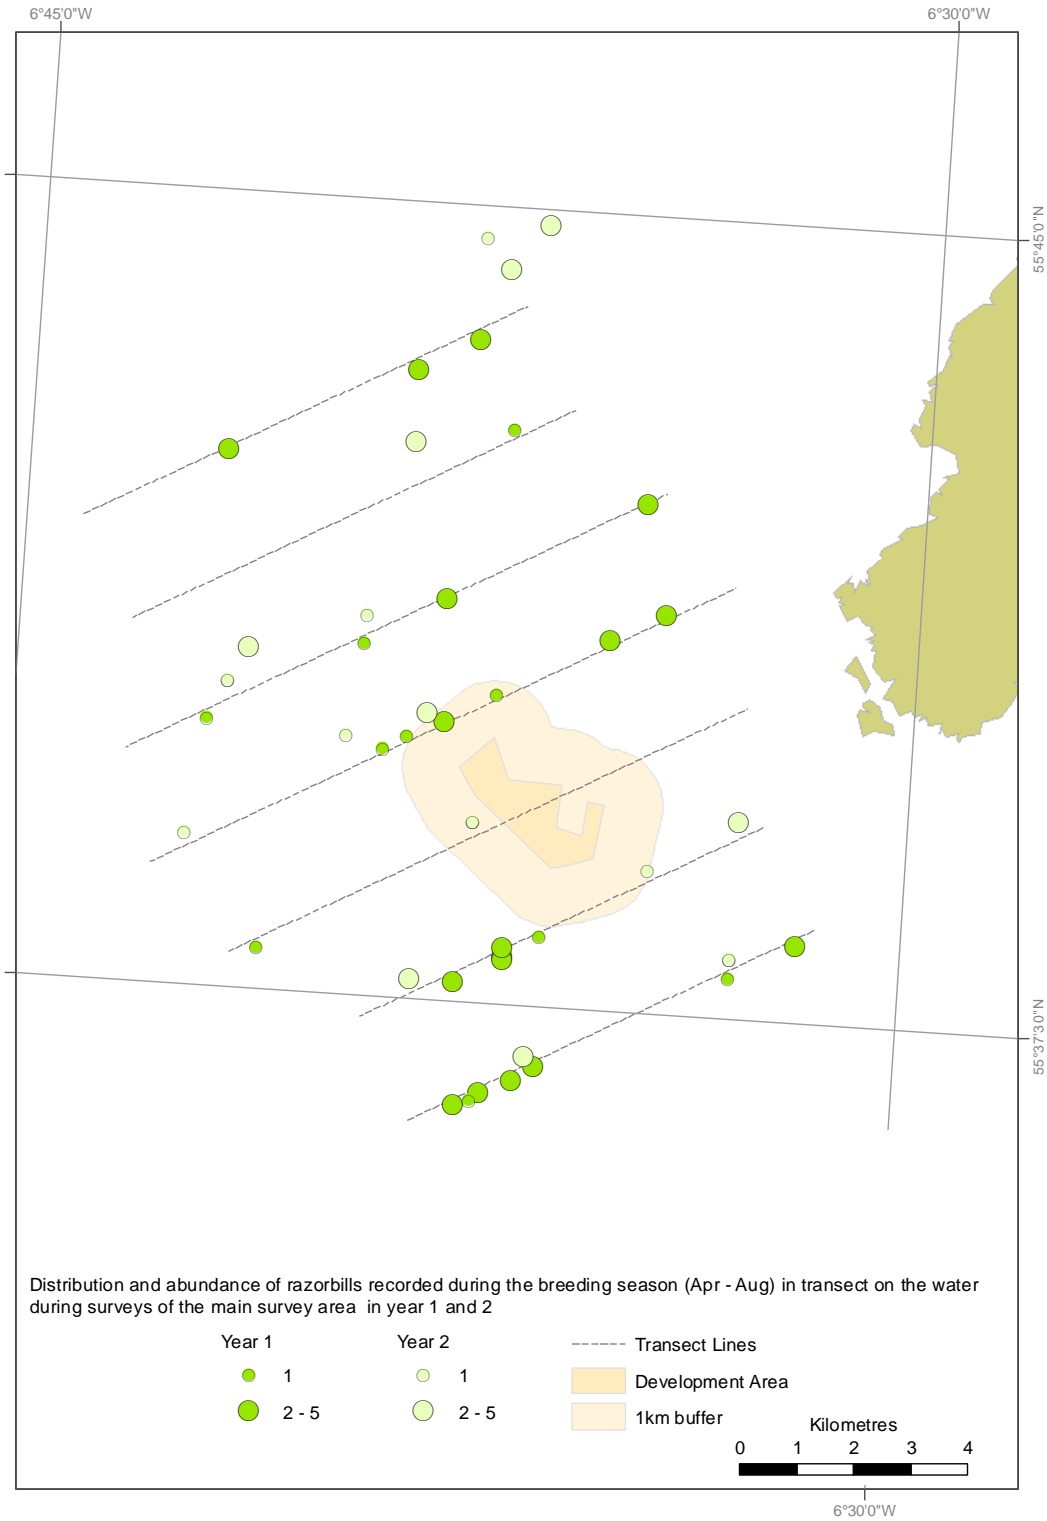 6°45'0"W
6°30'0"W
55°45'0"N
55°37'30"N
Distribution and abundance of razorbills recorded during the breeding season (Apr - Aug) in transect on the water
during surveys of the main survey area in year 1 and 2
Year 1
Year 2
Transect Lines
1
1
Development Area
2 - 5
2 - 5
1km buffer
Kilometres
0 1 2 3 4
6°30'0"W